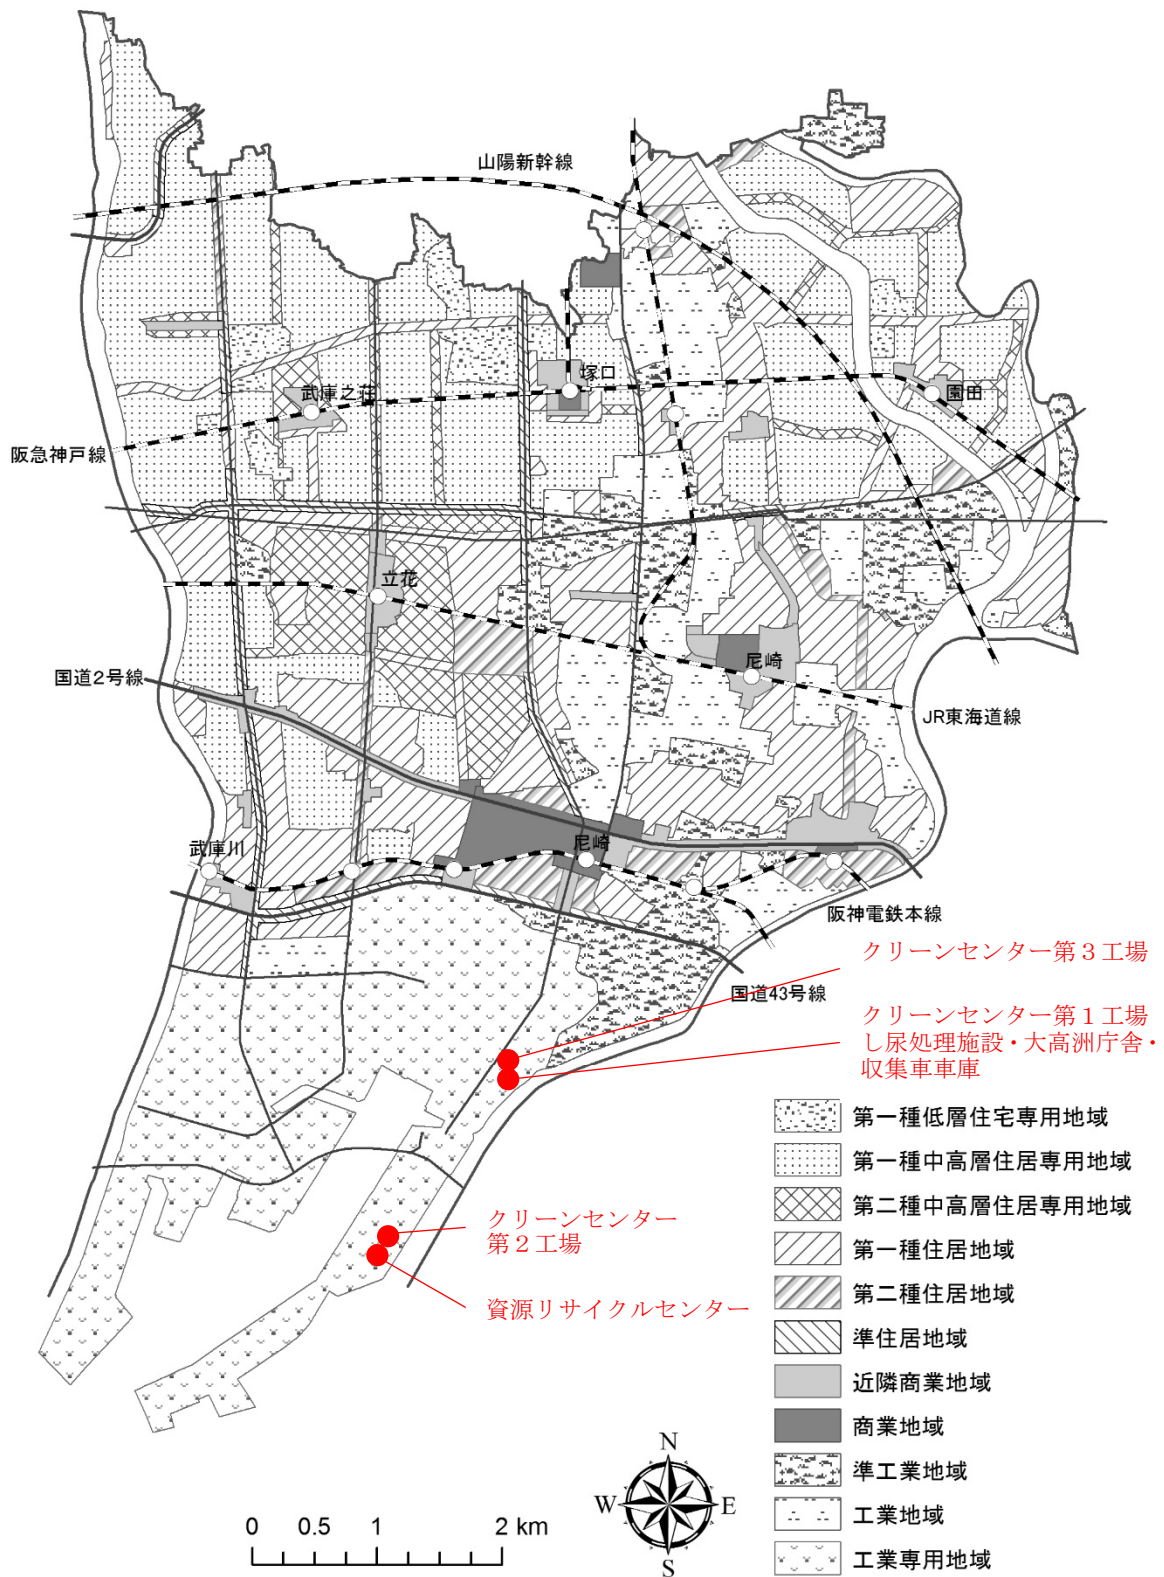 山陽新幹線
塚口
武庫之荘
園田
阪急神戸線
立花
尼崎
国道2号線
JR東海道線
武庫川
尼崎
阪神電鉄本線
クリーンセンター第３工場
国道43号線
クリーンセンター第１工場
し尿処理施設・大高洲庁舎・
収集車車庫
第一種低層住宅専用地域
第一種中高層住居専用地域
第二種中高層住居専用地域
クリーンセンター
第２工場
第一種住居地域
第二種住居地域
資源リサイクルセンター
準住居地域
近隣商業地域
商業地域
準工業地域
工業地域
工業専用地域
N
W
E
S
0 0.5 1 2 km